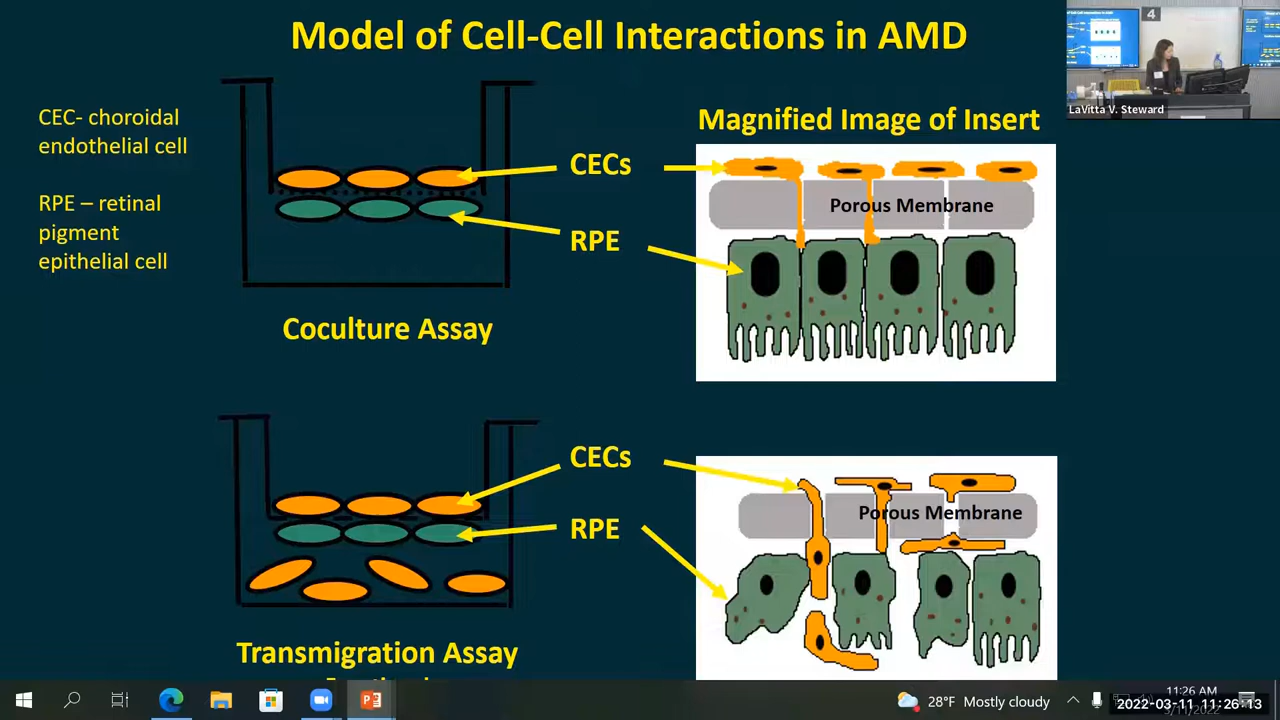 Model of Cell-Cell Interactions in AMD
4
LaVitta V. Steward
CEC- choroidal
endothelial cell
RPE – retinal
pigment
epithelial cell
CECs
RPE
Coculture Assay
Magnified Image of Insert
Porous Membrane
CECs
RPE
Transmigration Assay
Porous Membrane
28°F Mostly cloudy
11:26 AM
2022-03-11 11:26:13